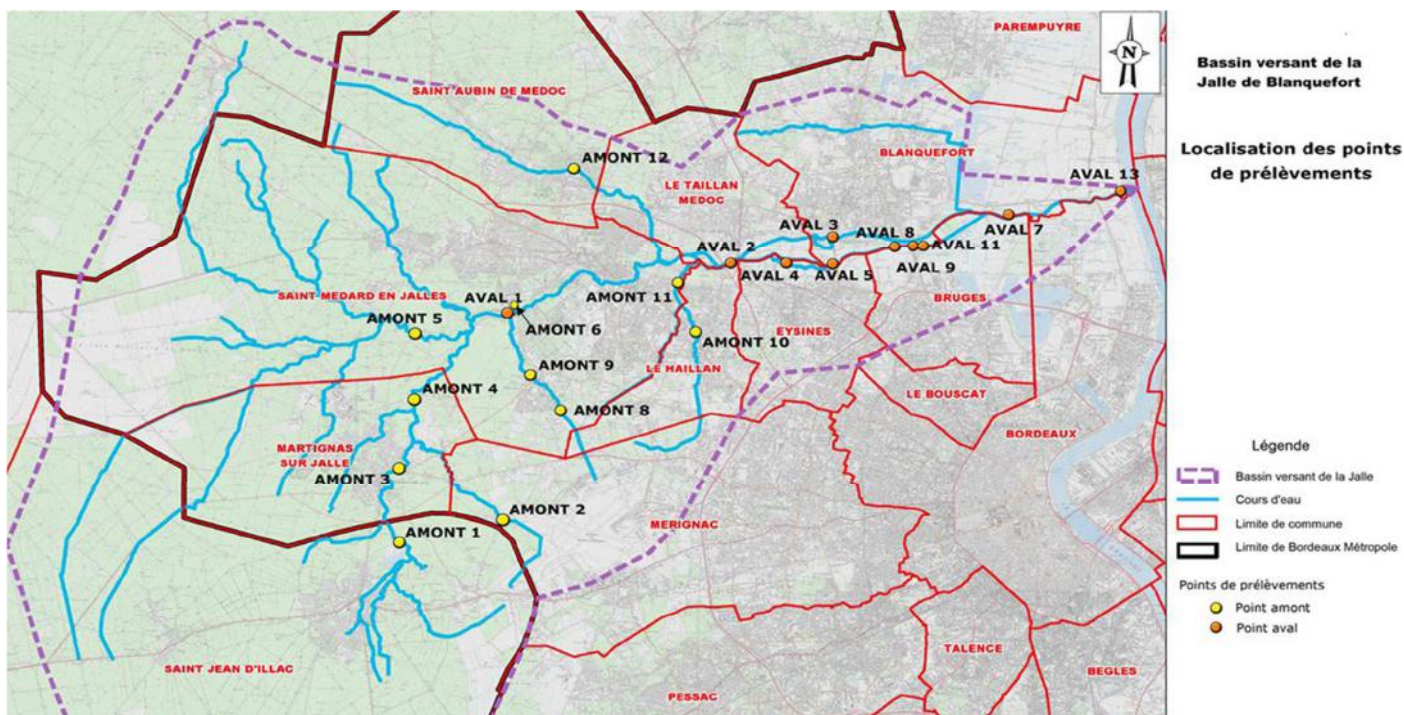 PAREMPUYRE
N
Bassin versant de la
Jalle de Blanquefort
SAINT AUBIN DE MEDOC
BLANQUEFORT
Localisation des points
de prélèvements
AMONT 12
LE TAILLAN
MEDOC
AVAL 13
AVAL 3
AVAL 8
AVAL 7
AVAL 2
AVAL 11
AVAL 4
AVAL 5
AVAL 9
SAINT MEDARD EN JALLES
AVAL 1
AMONT 11
BRUGES
AMONT 5
AMONT 6
AMONT 10
EYSINES
AMONT 9
LE HAILLAN
AMONT 4
LE BOUSCAT
AMONT 8
BORDEAUX
MARTIGNAS
SUR JALLE
AMONT 3
AMONT 2
MERIGNAC
AMONT 1
SAINT JEAN D'ILLAC
TALENCE
BEGLES
PESSAC
Légende
Bassin versant de la Jalle
Cours d'eau
Limite de commune
Limite de Bordeaux Métropole
Points de prélèvements
Point amont
Point aval